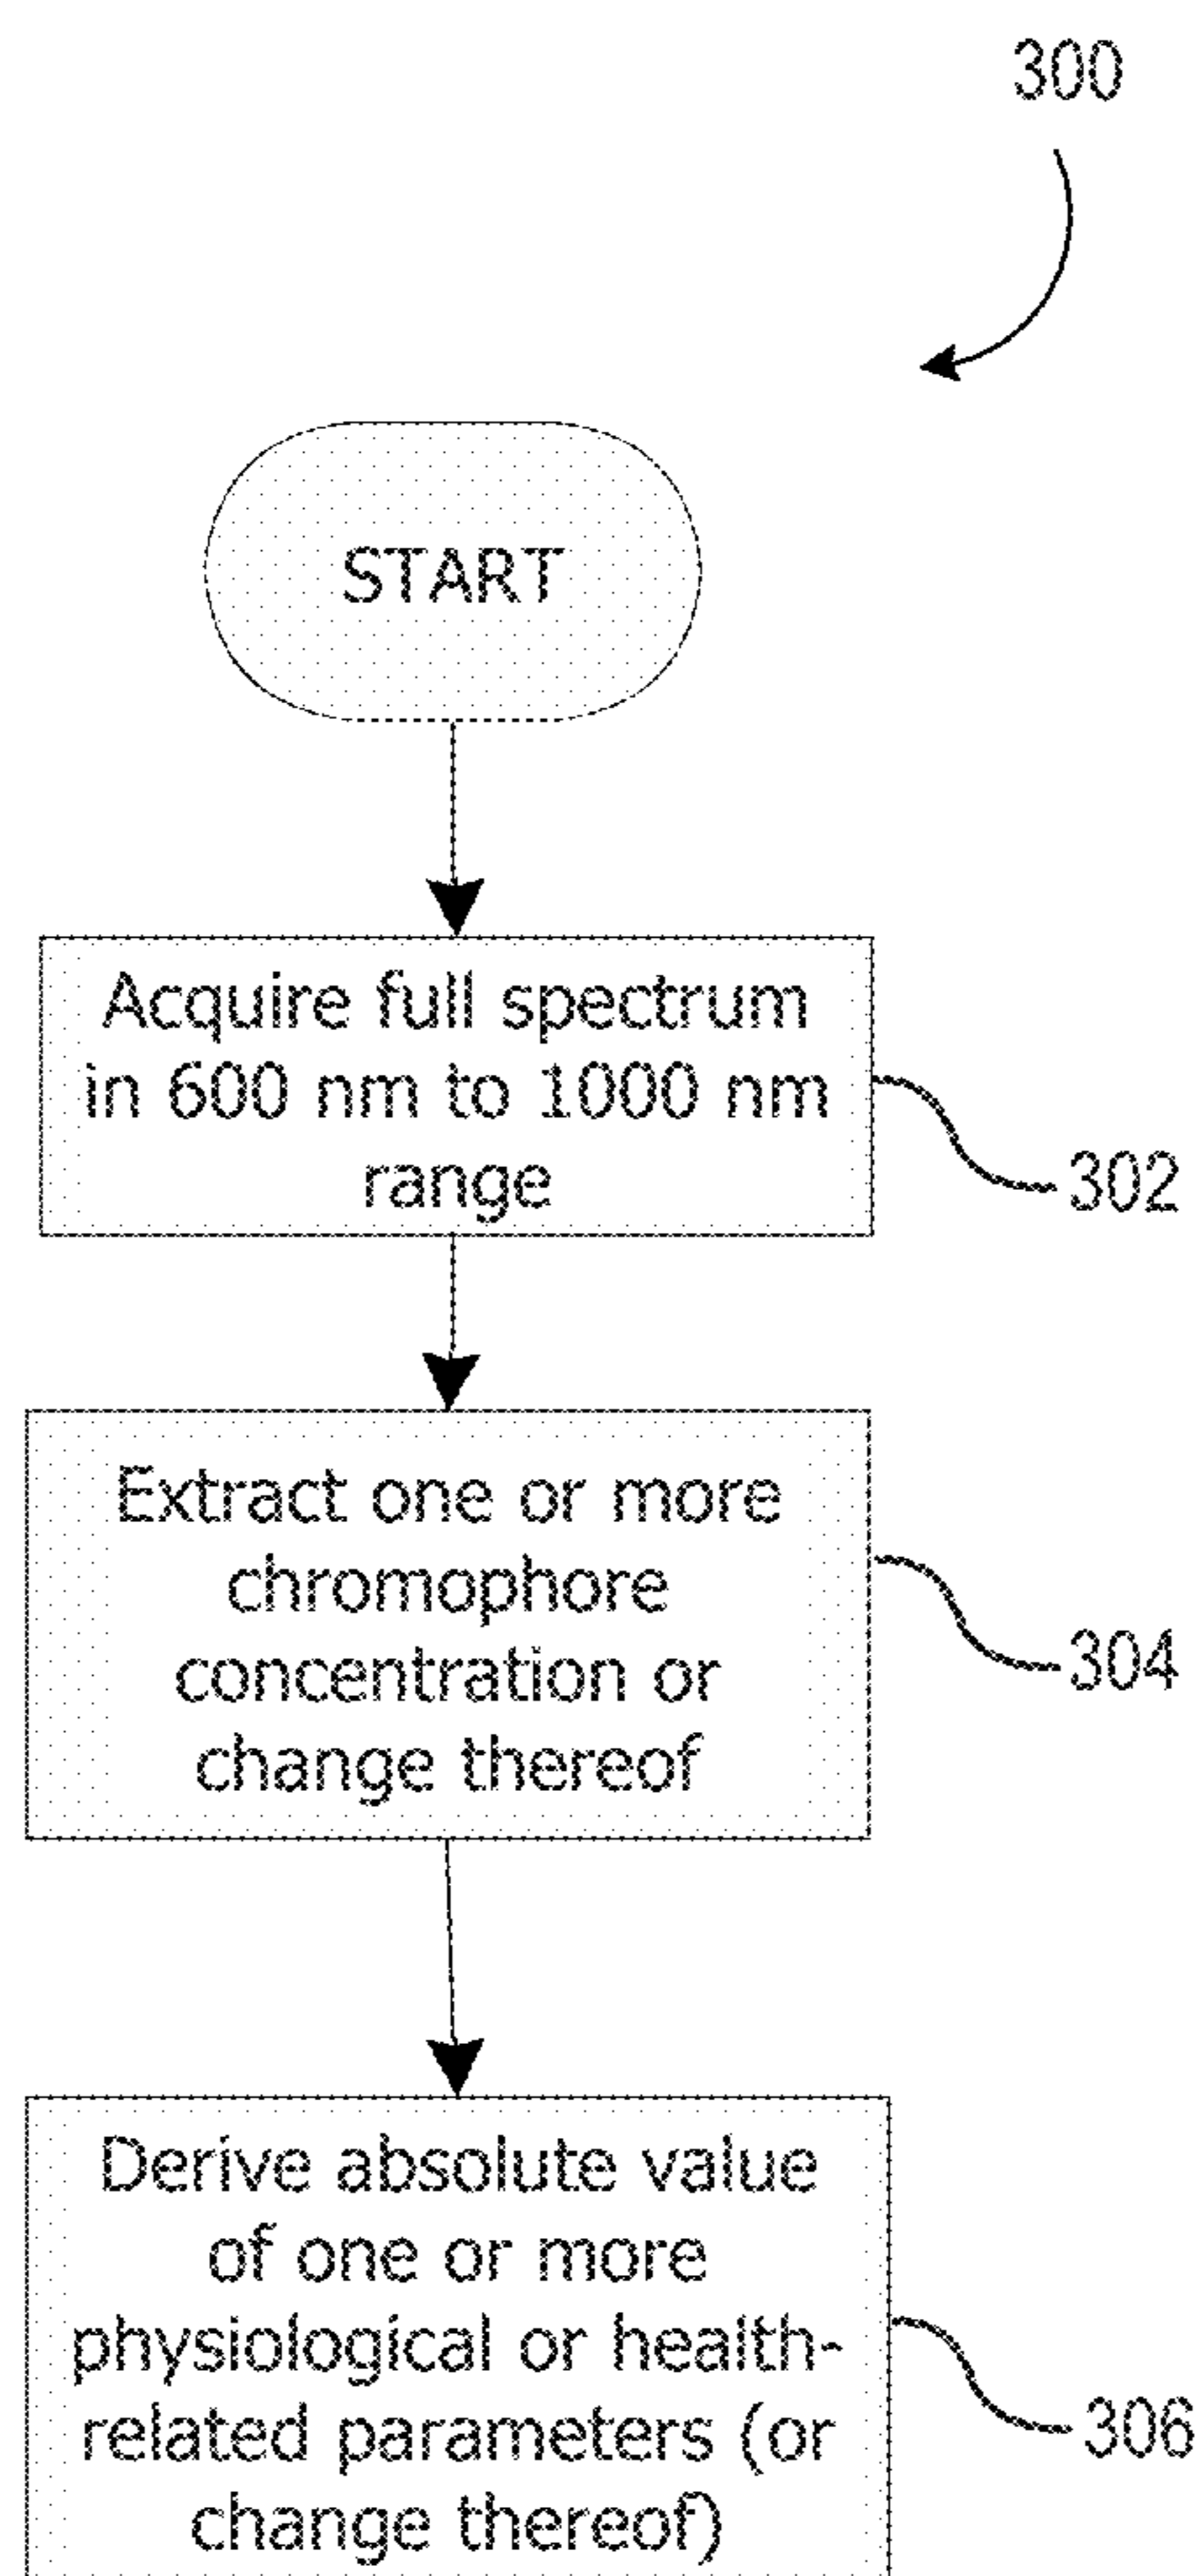 300
START
Acquire full spectrum
in 600 nm to 1000 nm
range
302
Extract one or more
chromophore
concentration or
change thereof
304
Derive absolute value
of one or more
physiological or health-
related parameters (or
change thereof)
306